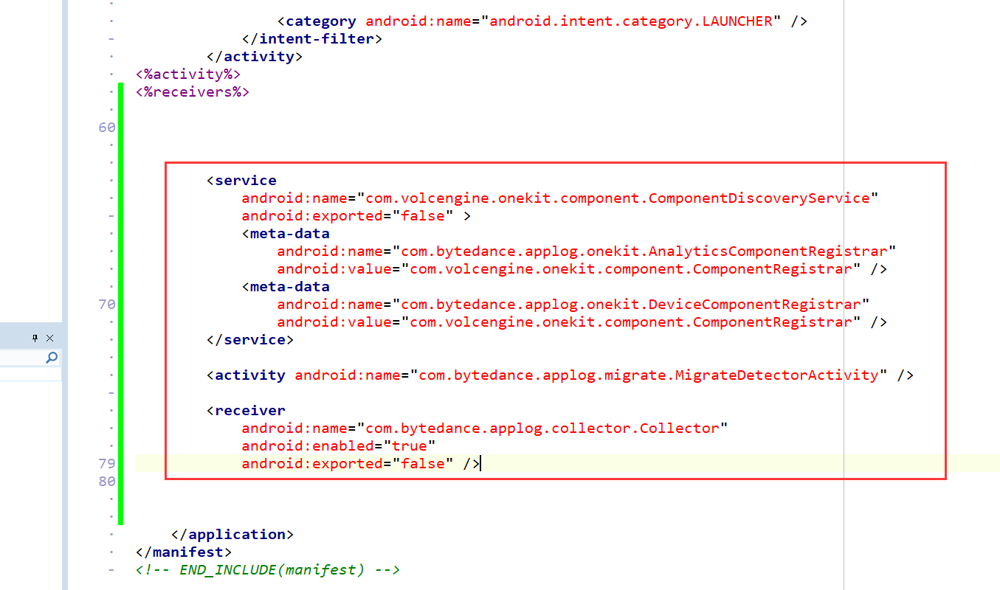 <category android:name="android.intent.category.LAUNCHER" />
</intent-filter>
</activity>
<%activity%>
<%receivers%>
60
<service
android:name="com.volcengine.onekit.component.ComponentDiscoveryService"
android:exported="false" >
<meta-data
android:name="com.bytedance.applog.onekit.AnalyticsComponentRegistrar"
android:value="com.volcengine.onekit.component.ComponentRegistrar" />
<meta-data
70 android:name="com.bytedance.applog.onekit.DeviceComponentRegistrar"
android:value="com.volcengine.onekit.component.ComponentRegistrar" />
</service>
<activity android:name="com.bytedance.applog.migrate.MigrateDetectorActivity" />
<receiver
android:name="com.bytedance.applog.collector.Collector"
android:enabled="true"
79 android:exported="false" />
80
</application>
</manifest>
<!-- END_INCLUDE(manifest) -->